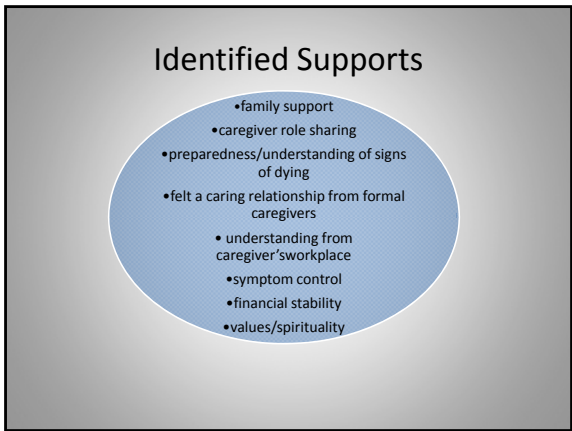 Identified Supports
•family support
•caregiver role sharing
•preparedness/understanding of signs
of dying
•felt a caring relationship from formal
caregivers
• understanding from
caregiver'sworkplace
•symptom control
•financial stability
•values/spirituality